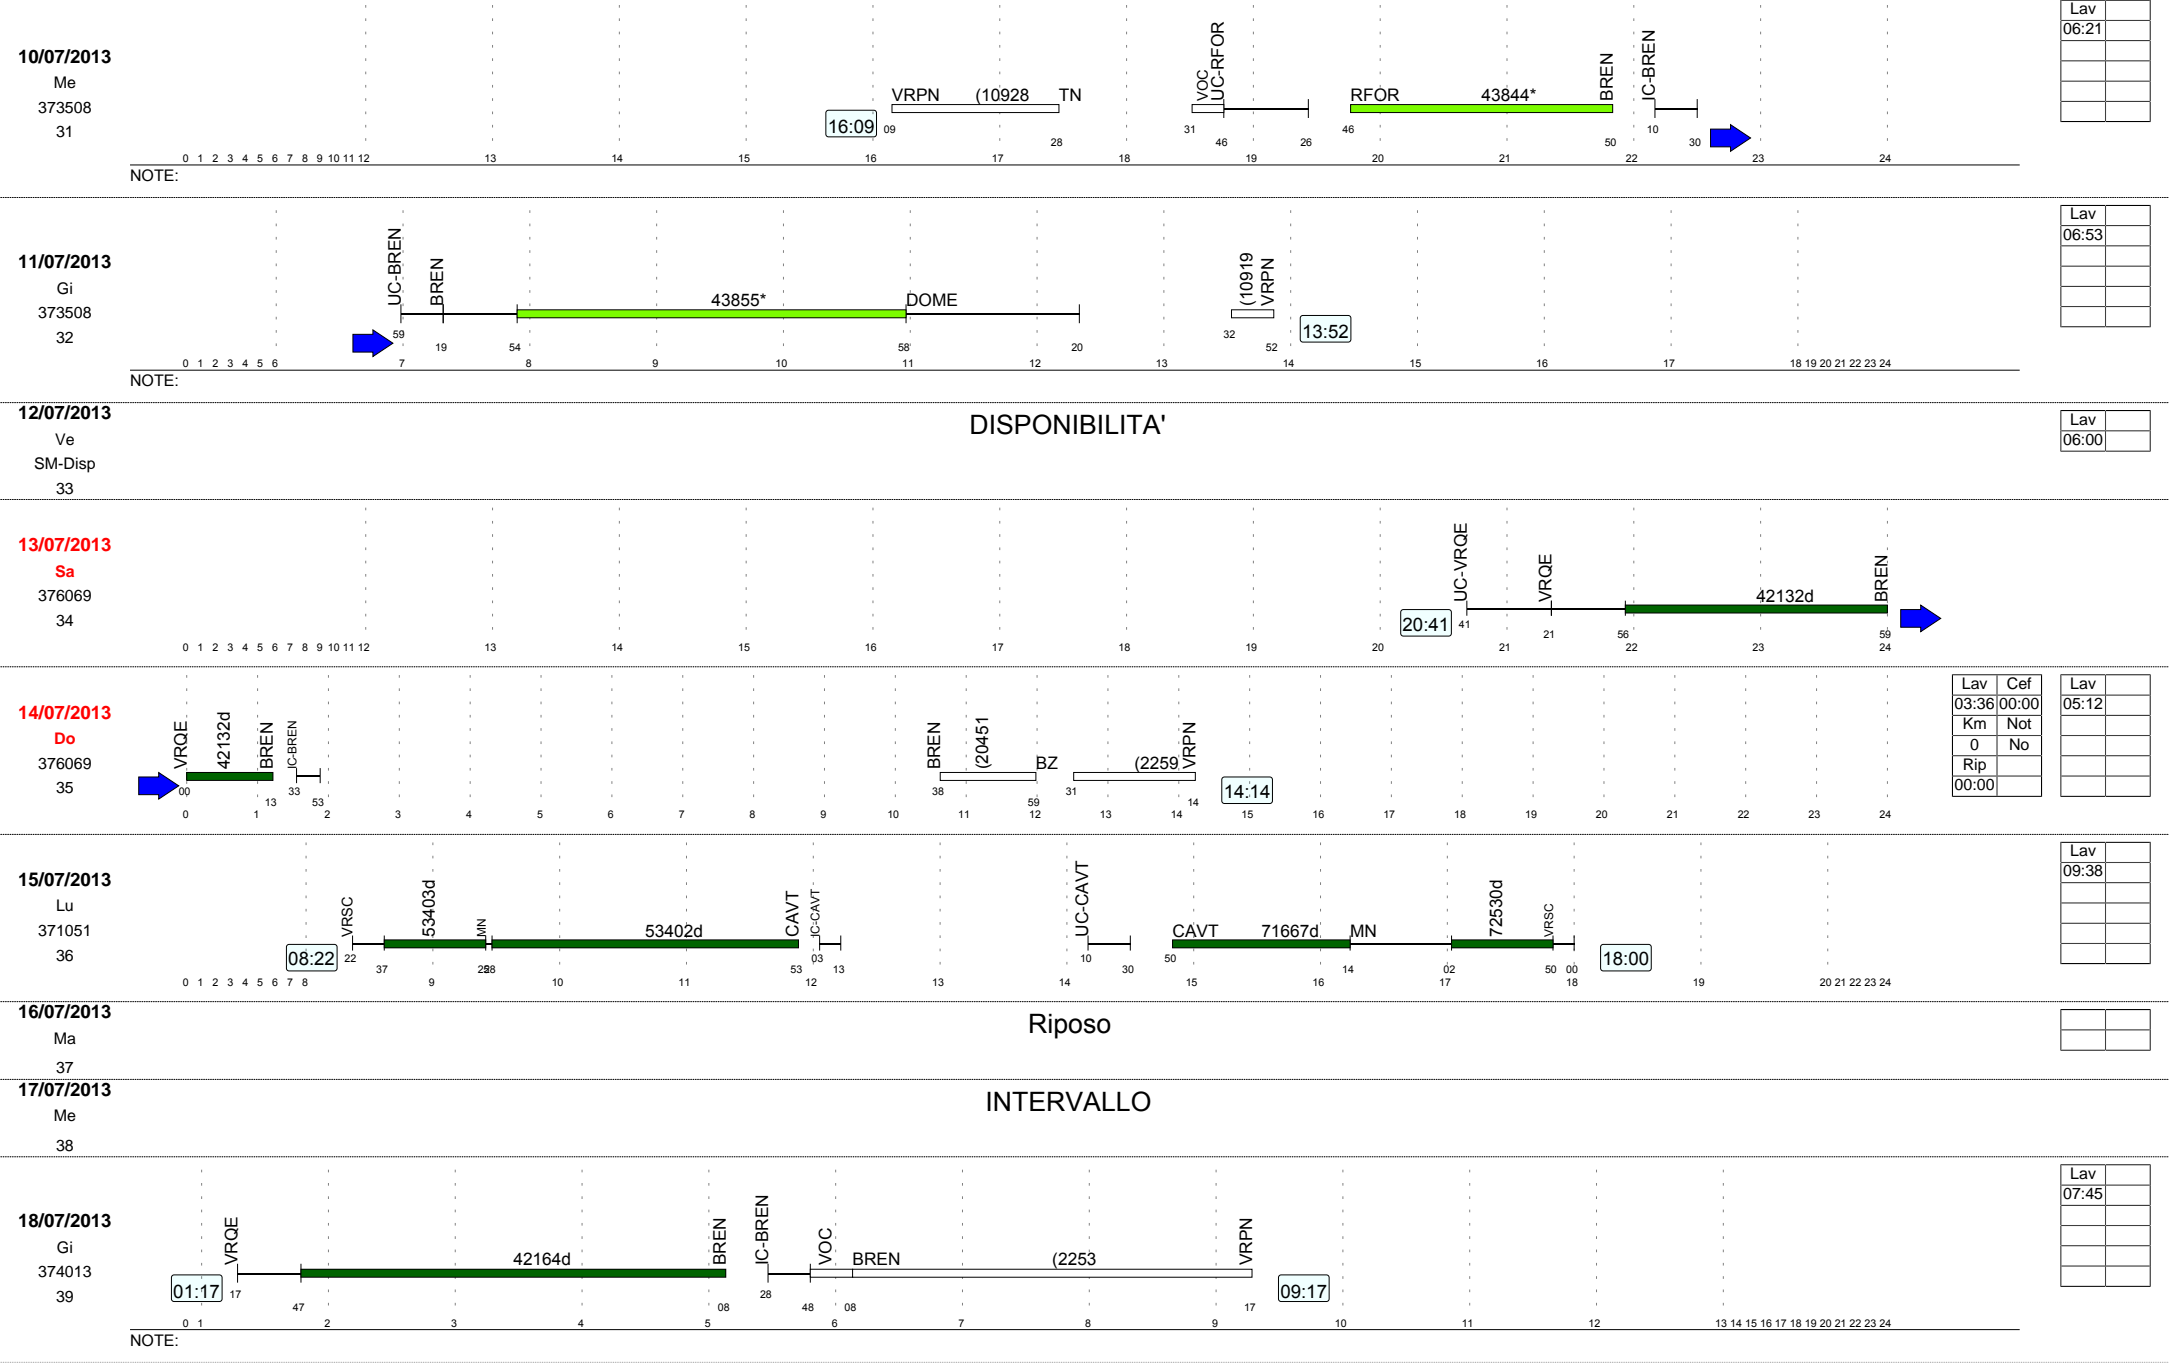 10/07/2013
Me
373508
31
16:09
VRPN (10928 TN
09 28
VOC
UC-RFOR
31 46 26
RFOR 43844* BREN
46 50
IC-BREN
10 30
0 1 2 3 4 5 6 7 8 9 10 11 12 13 14 15 16 17 18 19 20 21 22 23 24
NOTE:
Lav
06:21
11/07/2013
Gi
373508
32
UC-BREN
BREN
43855* DOME
59 19 54 58 20
(10919
VRPN
32 52
13:52
0 1 2 3 4 5 6 7 8 9 10 11 12 13 14 15 16 17 18 19 20 21 22 23 24
NOTE:
Lav
06:53
12/07/2013
Ve
SM-Disp
33
DISPONIBILITA'
Lav
06:00
13/07/2013
Sa
376069
34
20:41
UC-VRQE
VRQE
42132d
BREN
41 21 56 59
0 1 2 3 4 5 6 7 8 9 10 11 12 13 14 15 16 17 18 19 20 21 22 23 24
14/07/2013
Do
376069
35
VRQE
42132d
BREN
IC-BREN
00 13 33 53
BREN
(20451
BZ
(2259
VRPN
38 59 31 14
14:14
0 1 2 3 4 5 6 7 8 9 10 11 12 13 14 15 16 17 18 19 20 21 22 23 24
Lav Cef
03:36 00:00
Km Not
0 No
Rip
00:00
Lav
05:12
15/07/2013
Lu
371051
36
08:22
VRSC
53403d
MN
53402d
CAVT
IC-CAVT
22 37 25 28 53 03 13
UC-CAVT
10 30
CAVT 71667d MN
72530d
VRSC
50 14 02 50 00
18:00
0 1 2 3 4 5 6 7 8 9 10 11 12 13 14 15 16 17 18 19 20 21 22 23 24
Lav
09:38
16/07/2013
Ma
37
Riposo
17/07/2013
Me
38
INTERVALLO
18/07/2013
Gi
374013
39
01:17
VRQE
42164d
BREN
17 47 08
IC-BREN
VOC
BREN (2253
VRPN
28 48 08 17
09:17
0 1 2 3 4 5 6 7 8 9 10 11 12 13 14 15 16 17 18 19 20 21 22 23 24
NOTE:
Lav
07:45